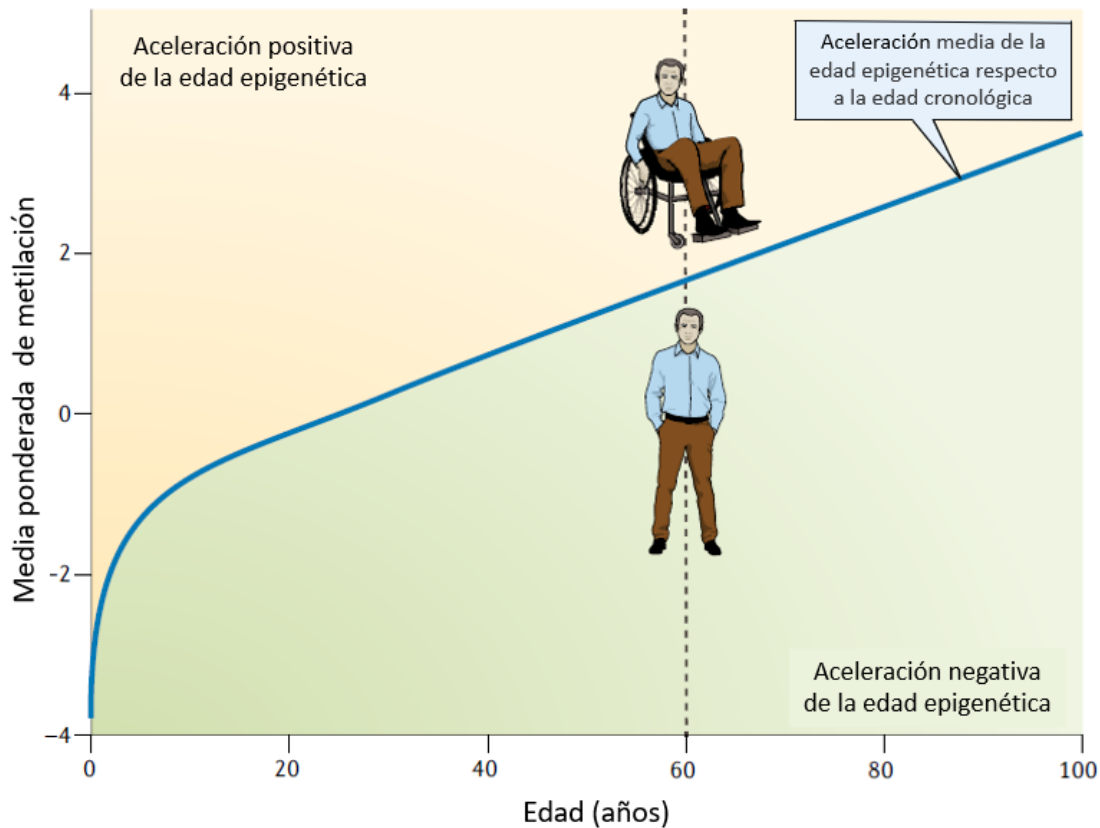 Aceleración positiva
de la edad epigenética
Aceleración media de la
edad epigenética respecto
a la edad cronológica
Media ponderada de metilación
4
2
0
-2
–4
Aceleración negativa
de la edad epigenética
0 20 40 60 80 100
Edad (años)